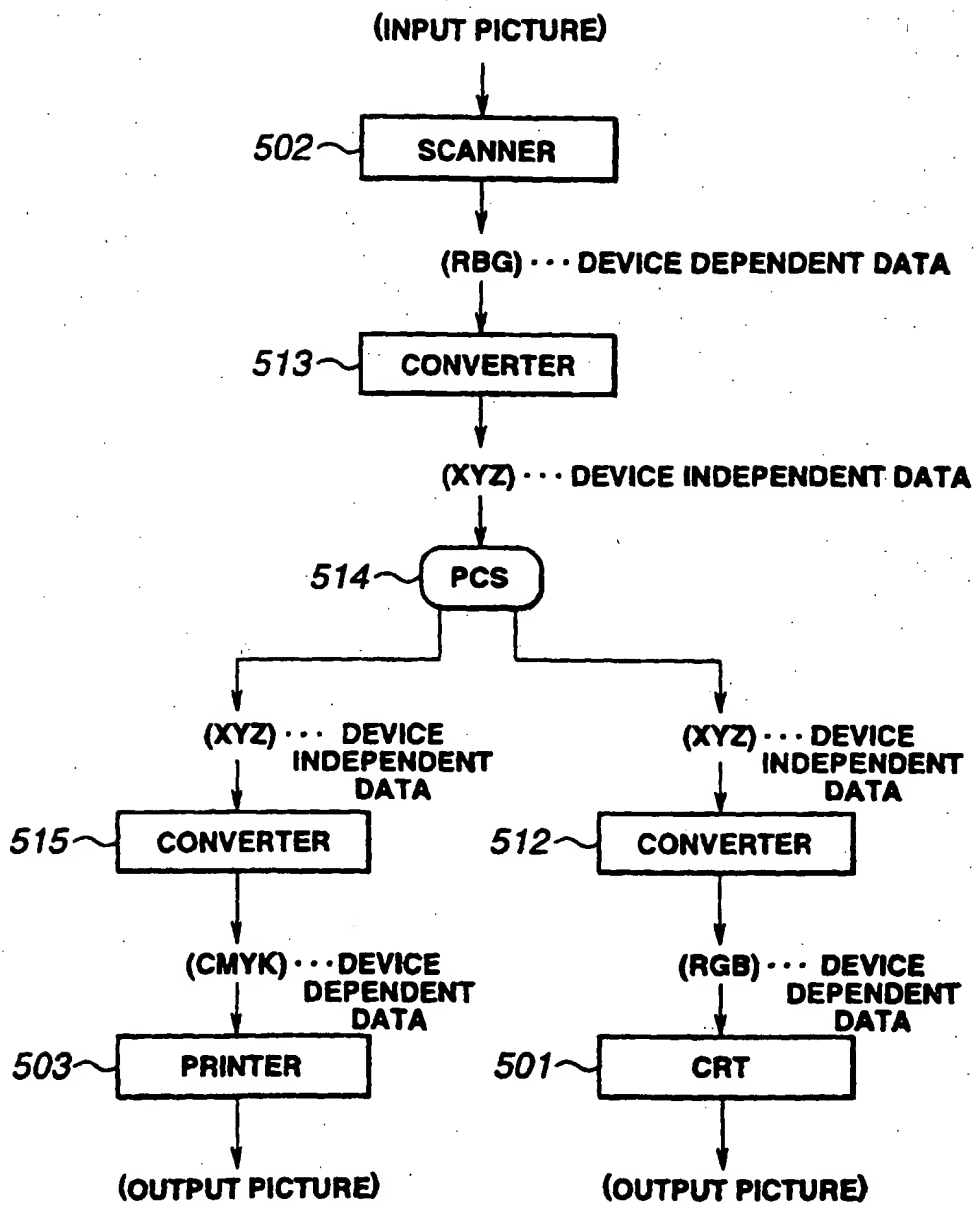 (INPUT PICTURE)
502 SCANNER
(RBG) ··· DEVICE DEPENDENT DATA
513 CONVERTER
(XYZ) ··· DEVICE INDEPENDENT DATA
514 PCS
(XYZ) ··· DEVICE
INDEPENDENT
DATA
(XYZ) ··· DEVICE
INDEPENDENT
DATA
515 CONVERTER
512 CONVERTER
(CMYK) ··· DEVICE
DEPENDENT
DATA
(RGB) ··· DEVICE
DEPENDENT
DATA
503 PRINTER
501 CRT
(OUTPUT PICTURE)
(OUTPUT PICTURE)